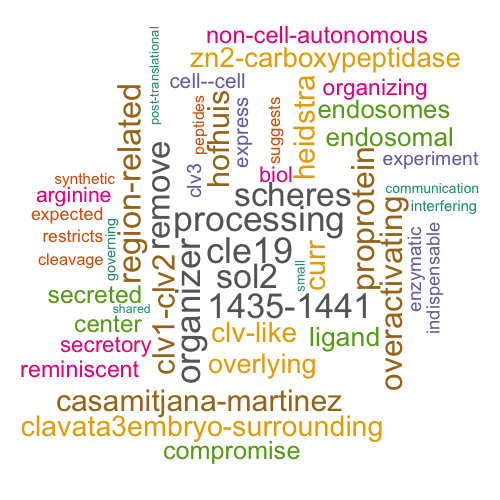 post-translational
non-cell-autonomous
zn2-carboxypeptidase
cell--cell
organizing
region-related
peptides
express
hofhuis
suggests
heidstra
endosomes
endosomal
experiment
synthetic
arginine
expected
restricts
cleavage
governing
remove
clv3
biol
scheres
processing
proprotein
communication
interfering
overactivating
enzymatic
indispensable
secreted
shared
center
secretory
reminiscent
clv1-clv2
organizer
cle19
sol2
small
curr
1435-1441
clv-like
ligand
overlying
casamitjana-martinez
clavata3embryo-surrounding
compromise